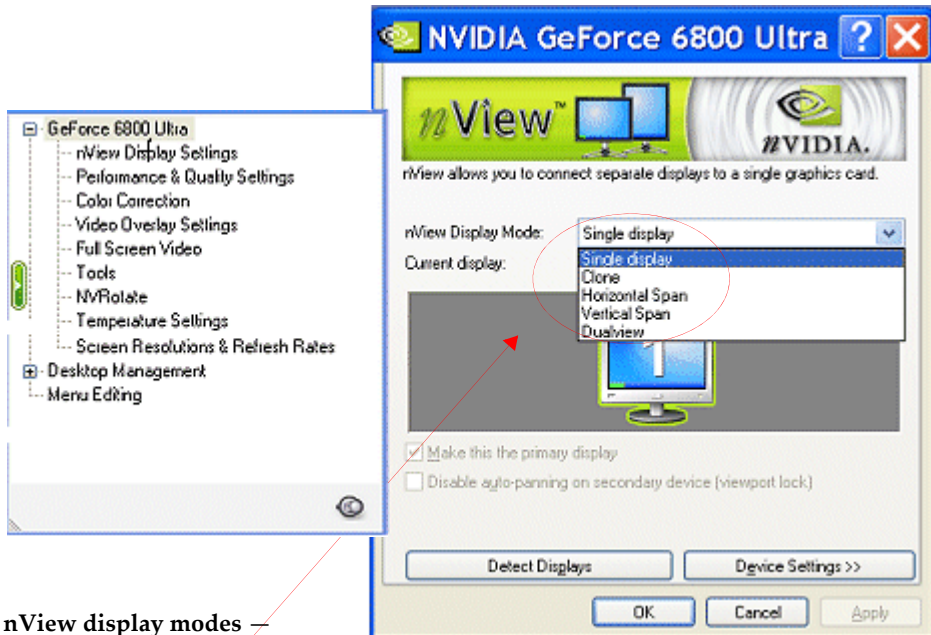 NVIDIA GeForce 6800 Ultra
nView™
nVIDIA.
nView allows you to connect separate displays to a single graphics card.
GeForce 6800 Ultra
nView Display Settings
Performance & Quality Settings
Color Correction
Video Overlay Settings
Full Screen Video
Tools
NVRotate
Temperature Settings
Screen Resolutions & Refresh Rates
Desktop Management
Menu Editing
nView Display Mode: Single display
Current display:
Single display
Clone
Horizontal Span
Vertical Span
Dualview
1
Make this the primary display
Disable auto-panning on secondary device (viewport lock)
Detect Displays
Device Settings >>
OK
Cancel
Apply
nView display modes —